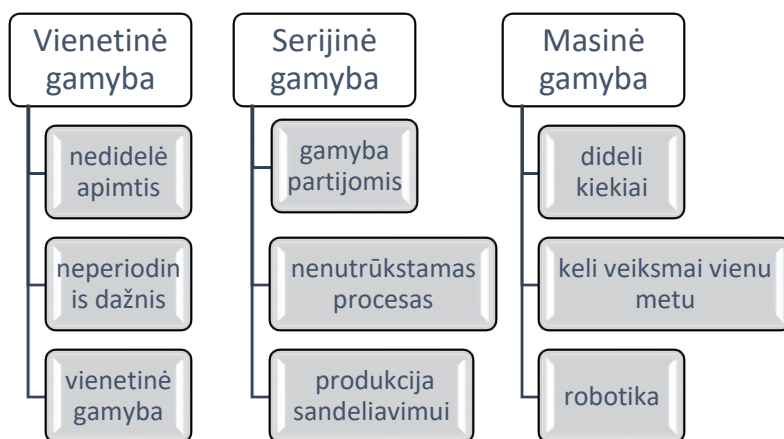 Vienetinė
gamyba
nedidelė
apimtis
neperiodin
is dažnis
vienetinė
gamyba
Serijinė
gamyba
gamyba
partijomis
nenutrūkstamas
procesas
produkcija
sandeliavimui
Masinė
gamyba
dideli
kiekiai
keli veiksmai vienu
metu
robotika